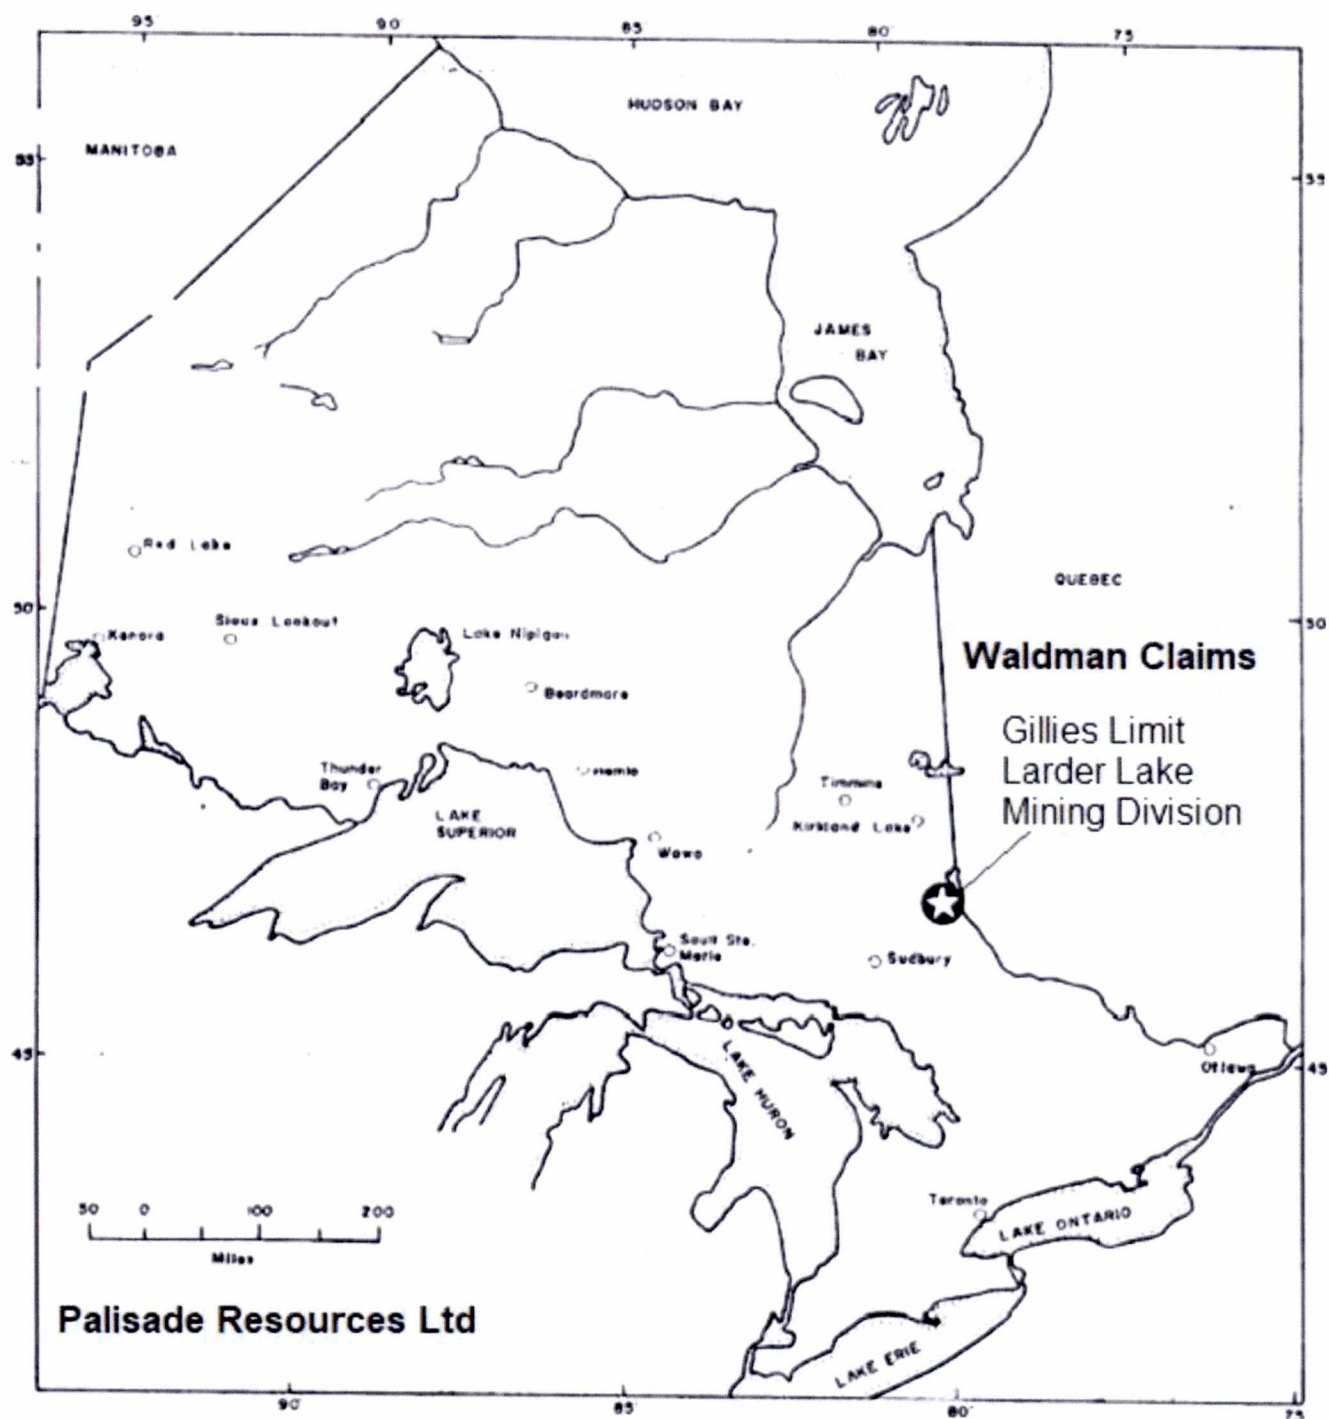 95 90 85 80 75
HUDSON BAY
MANITOBA
55 55
JAMES
BAY
Red Lake
QUEBEC
50 50
Sioux Lookout
Kenora
Lake Nipigon
Waldman Claims
Beardmore
Gillies Limit
Larder Lake
Mining Division
Thunder
Bay
Hemlo
Timmins
LAKE
SUPERIOR
Kirkland Lake
Wawa
Sault Ste.
Marie
Sudbury
45 45
LAKE HURON
Ottawa
Toronto
LAKE ONTARIO
50 0 100 200
Miles
Palisade Resources Ltd
LAKE ERIE
90 85 80 75